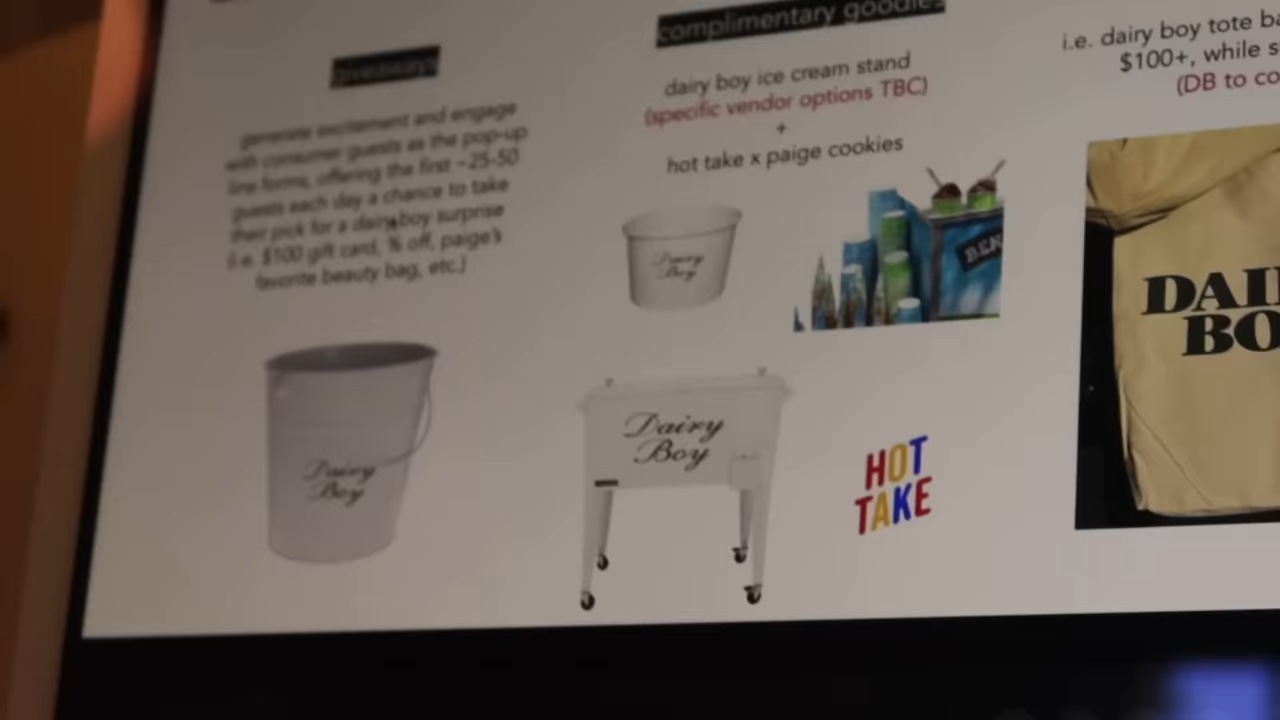 giveaways
generate excitement and engage
with consumer guests as the pop-up
line forms, offering the first ~25-50
guests each day a chance to take
their pick for a dairy boy surprise
(i.e. $100 gift card, % off, paige's
favorite beauty bag, etc.)
Dairy
Boy
complimentary goodies
dairy boy ice cream stand
(specific vendor options TBC)
+
hot take x paige cookies
Dairy
Boy
BEN
Dairy
Boy
HOT
TAKE
i.e. dairy boy tote ba
$100+, while s
(DB to co
DAI
BO